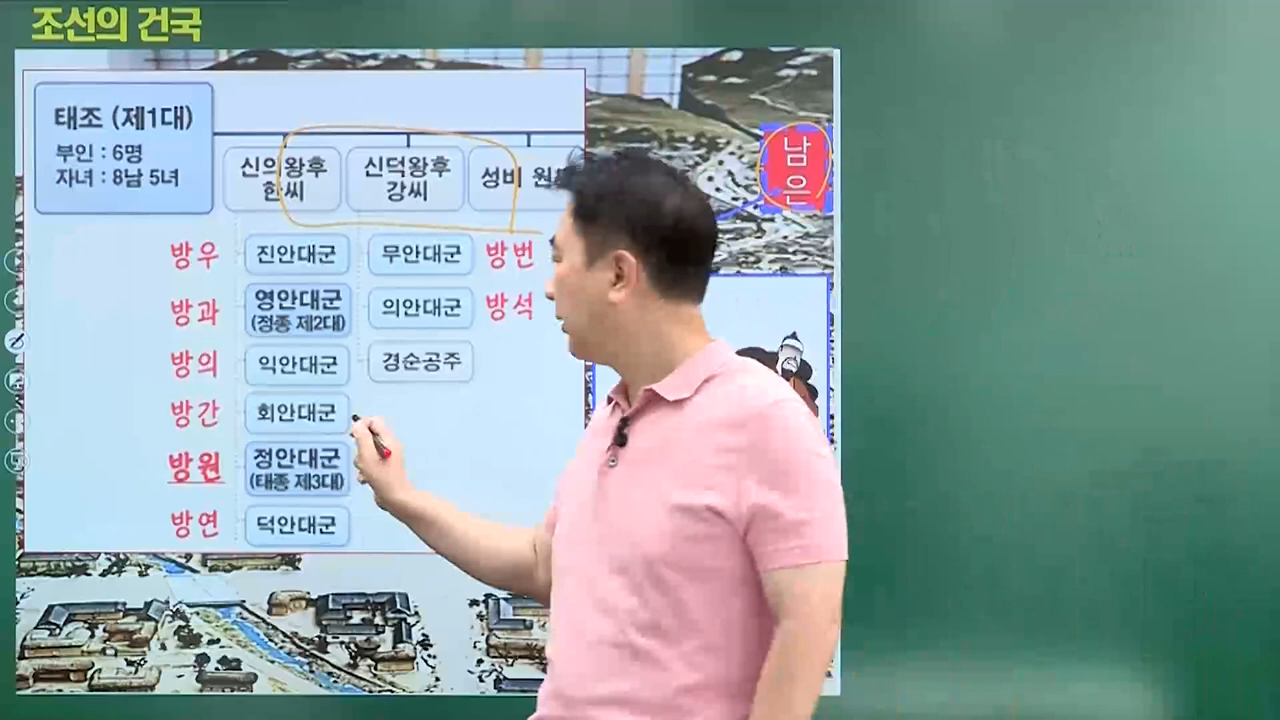 조선의 건국
태조 (제1대)
부인 : 6명
자녀 : 8남 5녀
신의왕후
한씨
신덕왕후
강씨
성비
남
은
방우 진안대군 무안대군 방번
방과 영안대군 (정종 제2대) 의안대군 방석
방의 익안대군 경순공주
방간 회안대군
방원 정안대군 (태종 제3대)
방연 덕안대군